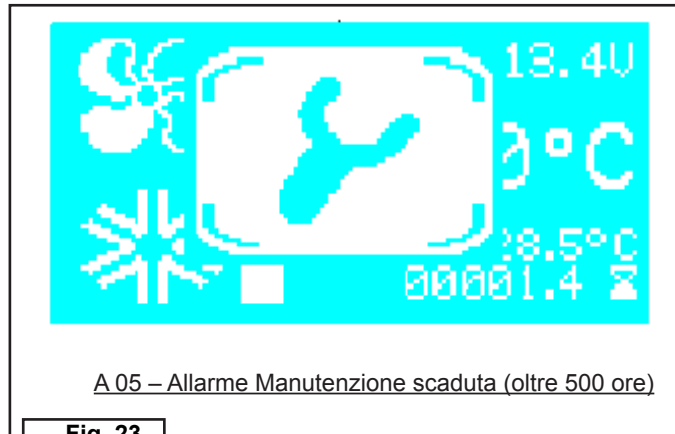 13.4V
°C
8.5°C
00001.4
A 05 – Allarme Manutenzione scaduta (oltre 500 ore)
Fig. 23